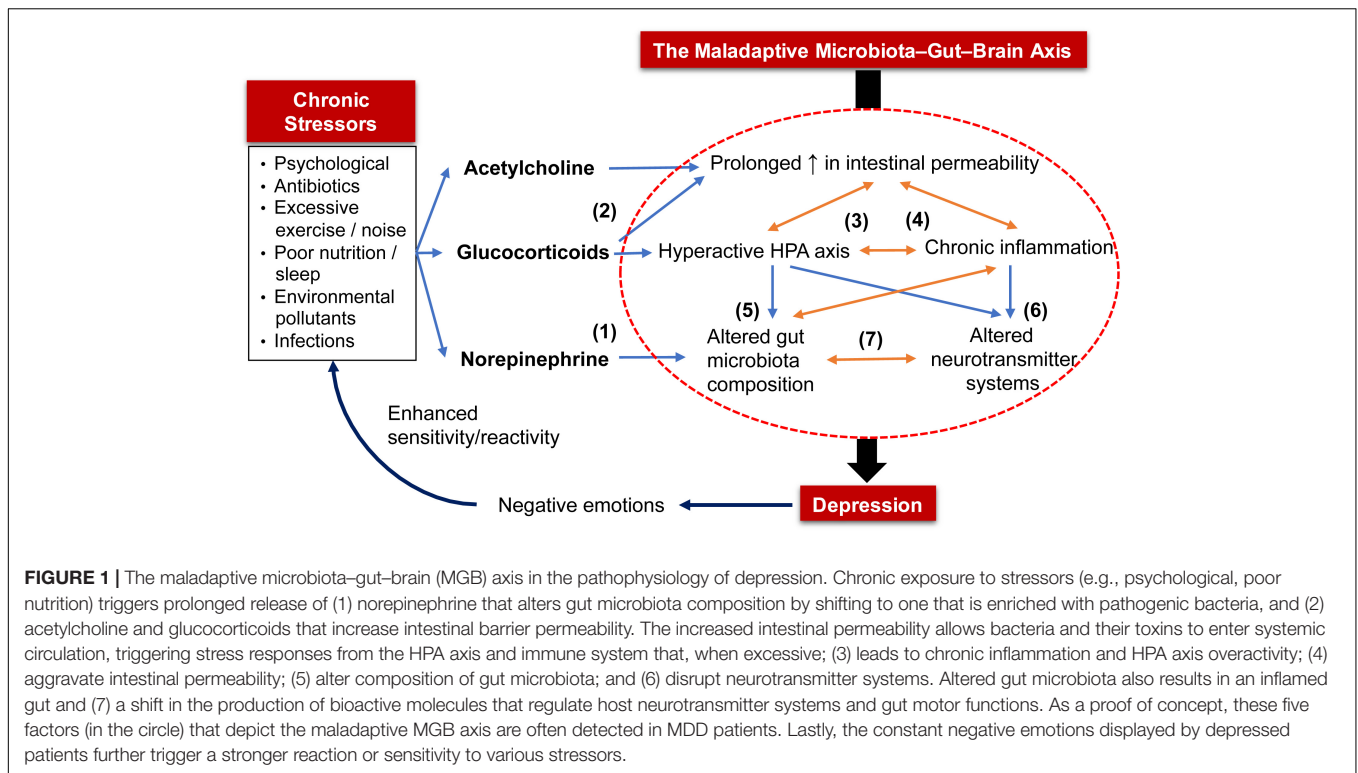 The Maladaptive Microbiota–Gut–Brain Axis
Chronic
Stressors
• Psychological
• Antibiotics
• Excessive
exercise / noise
• Poor nutrition /
sleep
• Environmental
pollutants
• Infections
Acetylcholine
(2)
Glucocorticoids
(1)
Norepinephrine
Prolonged ↑ in intestinal permeability
(3)
(4)
Hyperactive HPA axis
Chronic inflammation
(5)
(6)
Altered gut
microbiota
composition
(7)
Altered
neurotransmitter
systems
Enhanced
sensitivity/reactivity
Negative emotions
Depression
FIGURE 1 | The maladaptive microbiota–gut–brain (MGB) axis in the pathophysiology of depression. Chronic exposure to stressors (e.g., psychological, poor
nutrition) triggers prolonged release of (1) norepinephrine that alters gut microbiota composition by shifting to one that is enriched with pathogenic bacteria, and (2)
acetylcholine and glucocorticoids that increase intestinal barrier permeability. The increased intestinal permeability allows bacteria and their toxins to enter systemic
circulation, triggering stress responses from the HPA axis and immune system that, when excessive; (3) leads to chronic inflammation and HPA axis overactivity; (4)
aggravate intestinal permeability; (5) alter composition of gut microbiota; and (6) disrupt neurotransmitter systems. Altered gut microbiota also results in an inflamed
gut and (7) a shift in the production of bioactive molecules that regulate host neurotransmitter systems and gut motor functions. As a proof of concept, these five
factors (in the circle) that depict the maladaptive MGB axis are often detected in MDD patients. Lastly, the constant negative emotions displayed by depressed
patients further trigger a stronger reaction or sensitivity to various stressors.